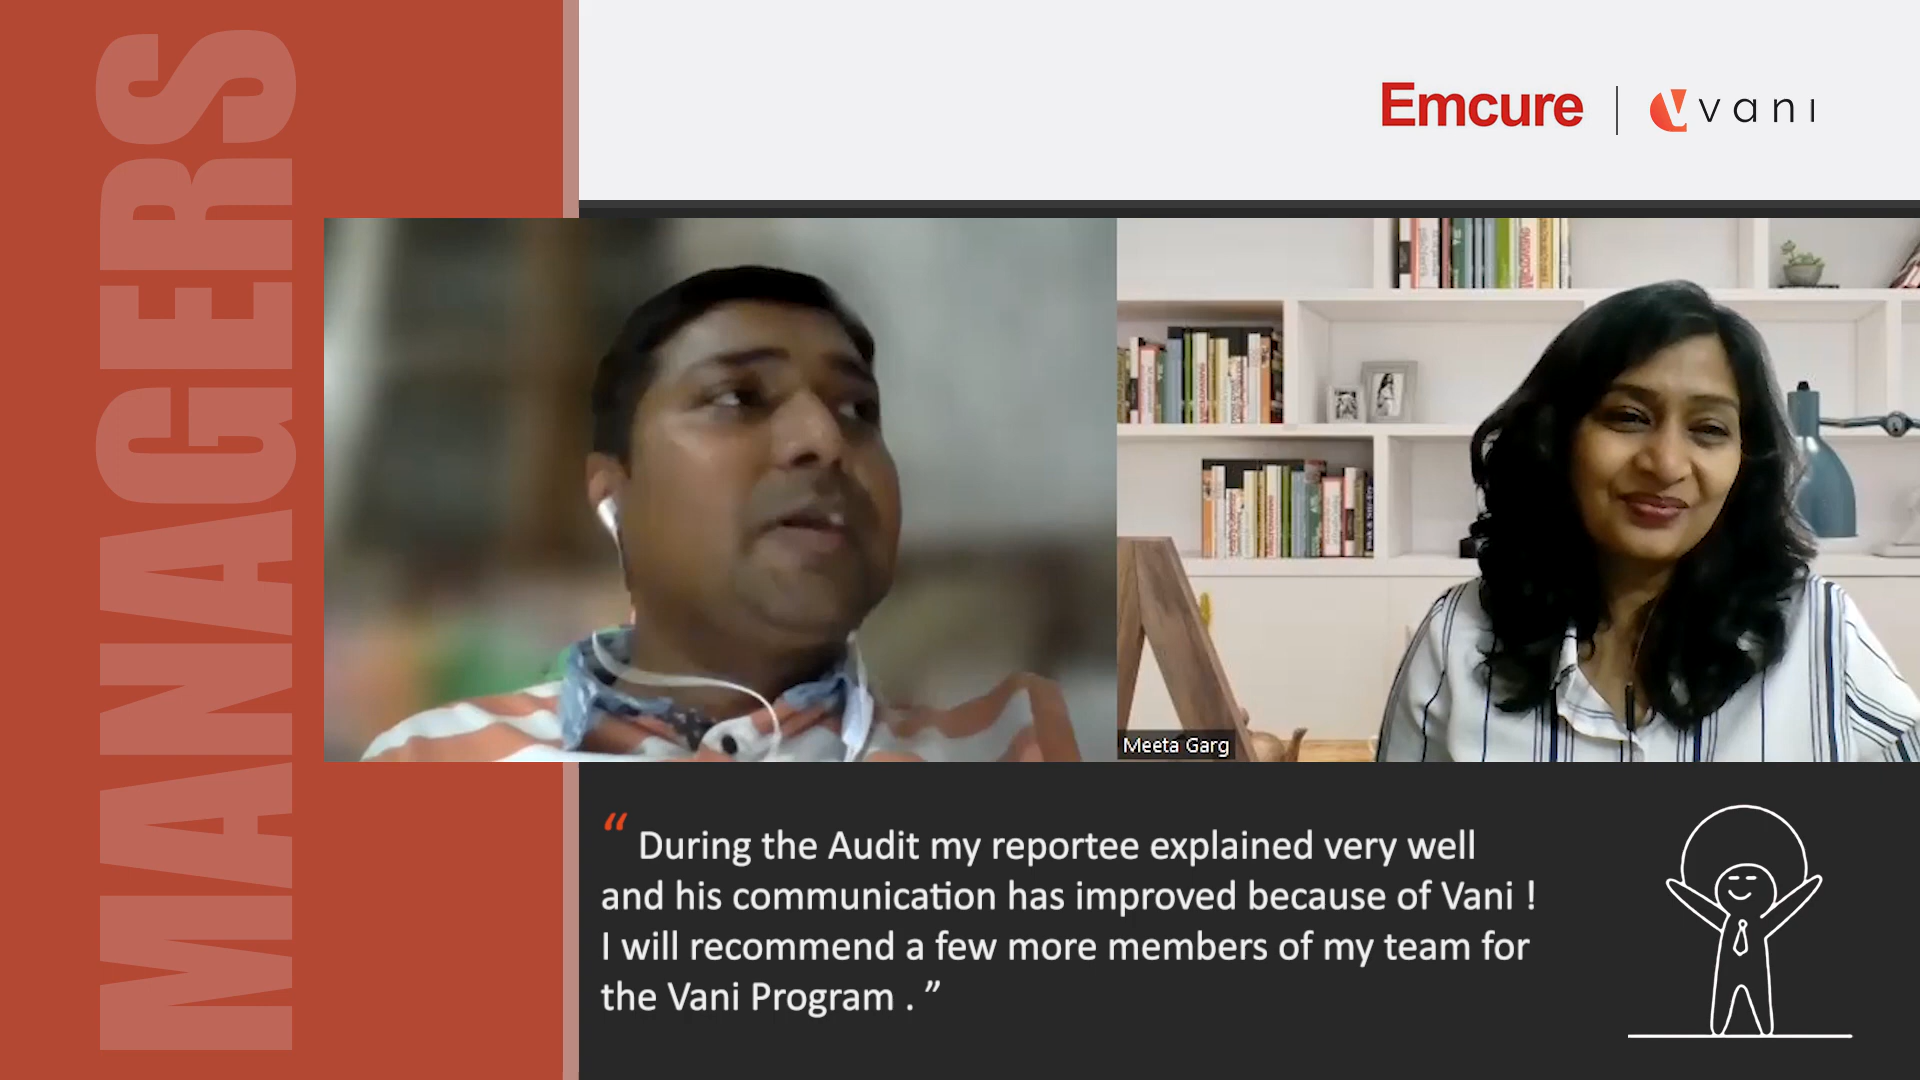 MANAGERS
Emcure | vani
Meeta Garg
“ During the Audit my reportee explained very well
and his communication has improved because of Vani !
I will recommend a few more members of my team for
the Vani Program . ”